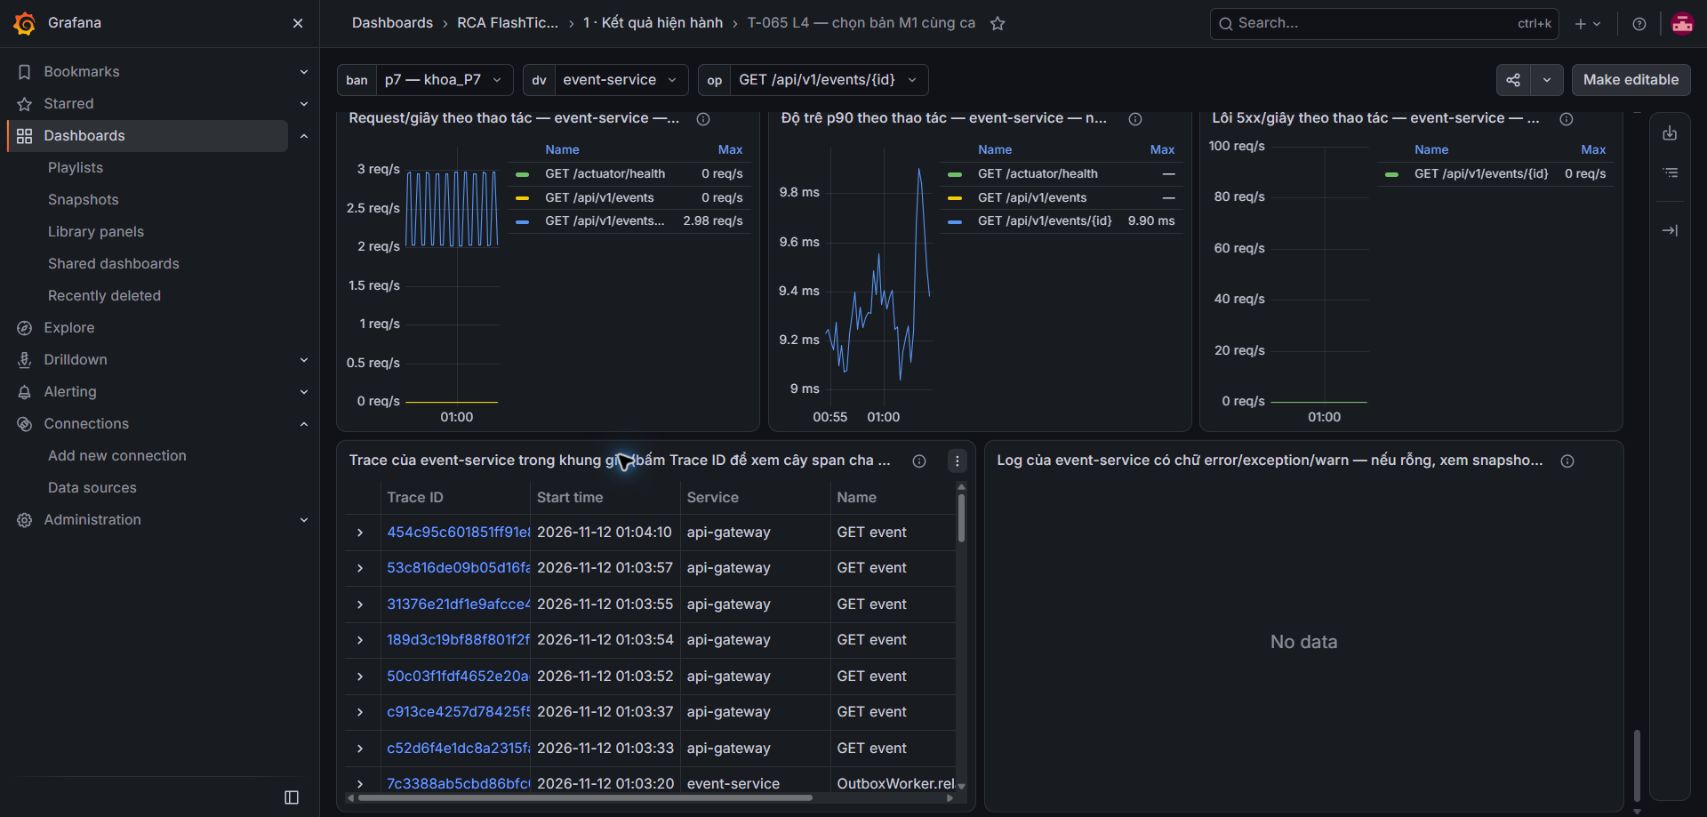 Grafana
Dashboards › RCA FlashTic... › 1 · Kết quả hiện hành › T-065 L4 — chọn bản M1 cùng ca
Search...
ctrl+k
Bookmarks
Starred
Dashboards
Playlists
Snapshots
Library panels
Shared dashboards
Recently deleted
Explore
Drilldown
Alerting
Connections
Add new connection
Data sources
Administration
ban p7 — khoa_P7
dv event-service
op GET /api/v1/events/{id}
Make editable
Request/giây theo thao tác — event-service —...
3 req/s
2.5 req/s
2 req/s
1.5 req/s
1 req/s
0.5 req/s
0 req/s
01:00
Name Max
GET /actuator/health 0 req/s
GET /api/v1/events 0 req/s
GET /api/v1/events... 2.98 req/s
Độ trễ p90 theo thao tác — event-service — n...
9.8 ms
9.6 ms
9.4 ms
9.2 ms
9 ms
00:55 01:00
Name Max
GET /actuator/health —
GET /api/v1/events —
GET /api/v1/events/{id} 9.90 ms
Lỗi 5xx/giây theo thao tác — event-service — ...
100 req/s
80 req/s
60 req/s
40 req/s
20 req/s
0 req/s
01:00
Name Max
GET /api/v1/events/{id} 0 req/s
Trace của event-service trong khung bấm Trace ID để xem cây span cha ...
Trace ID Start time Service Name
454c95c601851ff91e 2026-11-12 01:04:10 api-gateway GET event
53c816de09b05d16fa 2026-11-12 01:03:57 api-gateway GET event
31376e21df1e9afcce4 2026-11-12 01:03:55 api-gateway GET event
189d3c19bf88f801f2f 2026-11-12 01:03:54 api-gateway GET event
50c03f1fdf4652e20a 2026-11-12 01:03:52 api-gateway GET event
c913ce4257d78425f5 2026-11-12 01:03:37 api-gateway GET event
c52d6f4e1dc8a2315f 2026-11-12 01:03:33 api-gateway GET event
7c3388ab5cbd86bfc 2026-11-12 01:03:20 event-service OutboxWorker.rel
Log của event-service có chữ error/exception/warn — nếu rỗng, xem snapsho...
No data